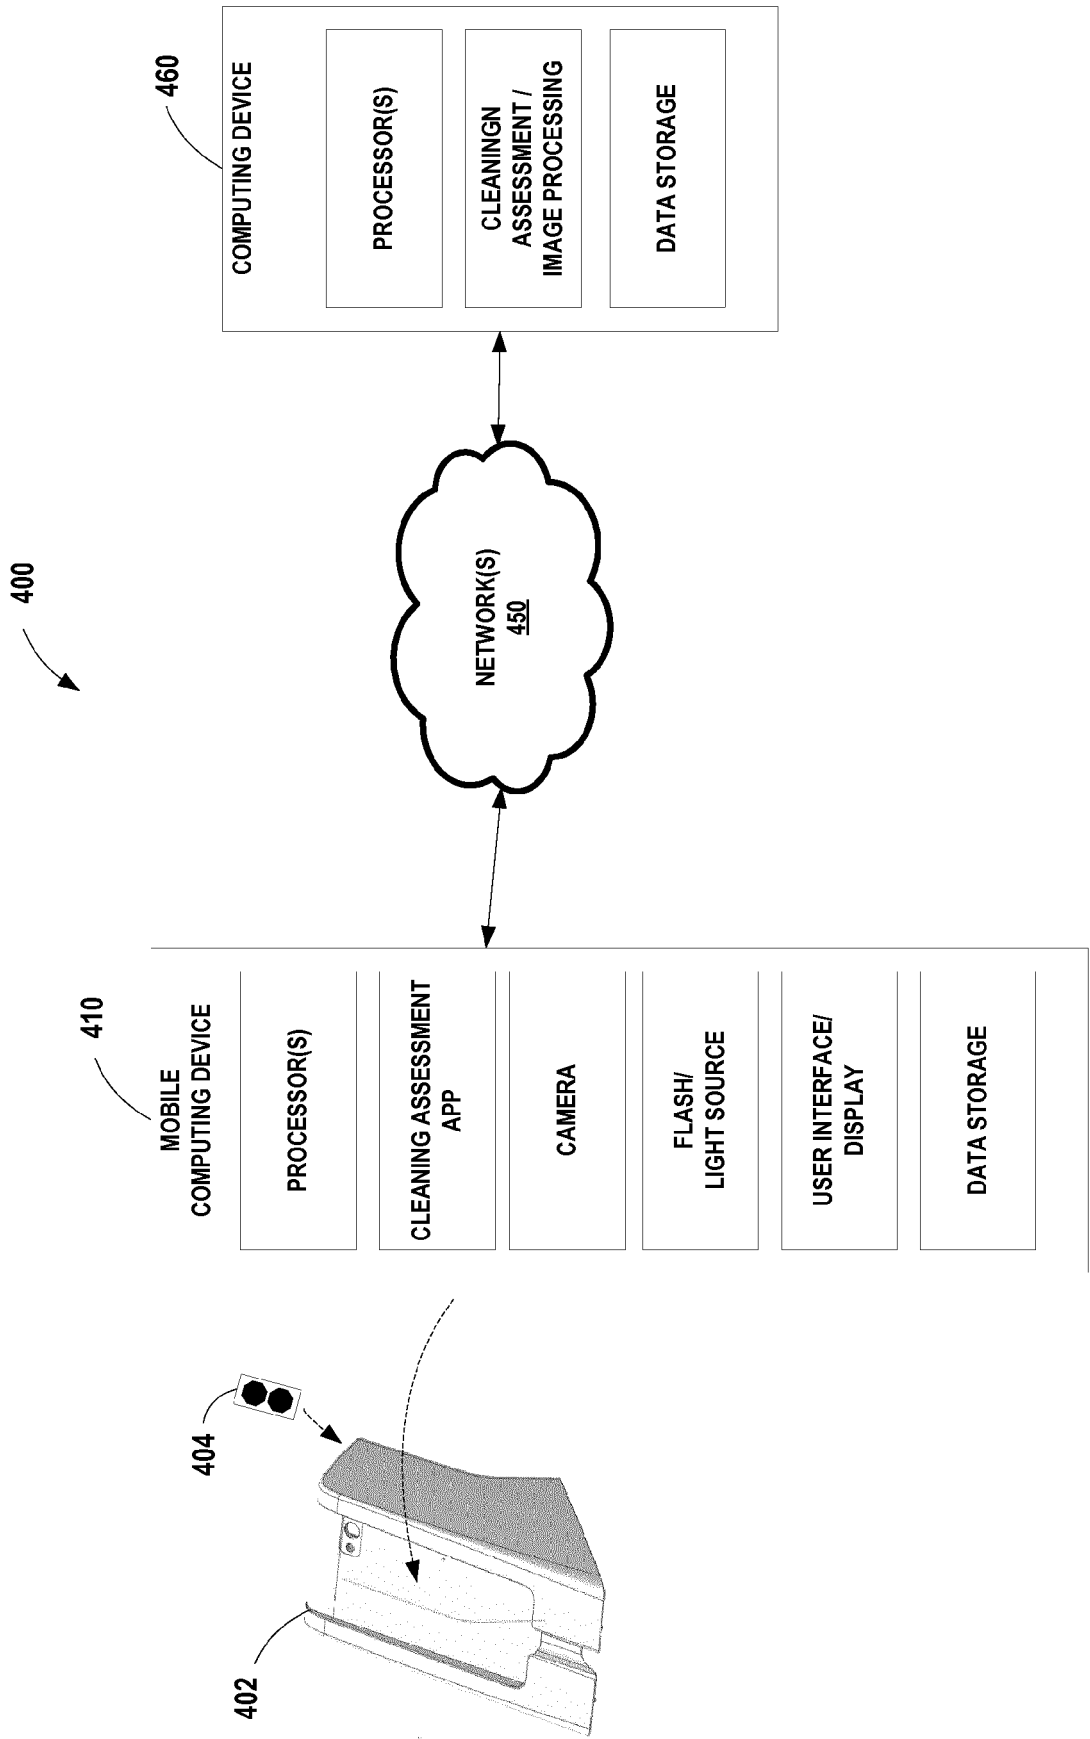 400
402
404
410
MOBILE
COMPUTING DEVICE
PROCESSOR(S)
CLEANING ASSESSMENT
APP
CAMERA
FLASH/
LIGHT SOURCE
USER INTERFACE/
DISPLAY
DATA STORAGE
NETWORK(S)
450
460
COMPUTING DEVICE
PROCESSOR(S)
CLEANINGN
ASSESSMENT /
IMAGE PROCESSING
DATA STORAGE